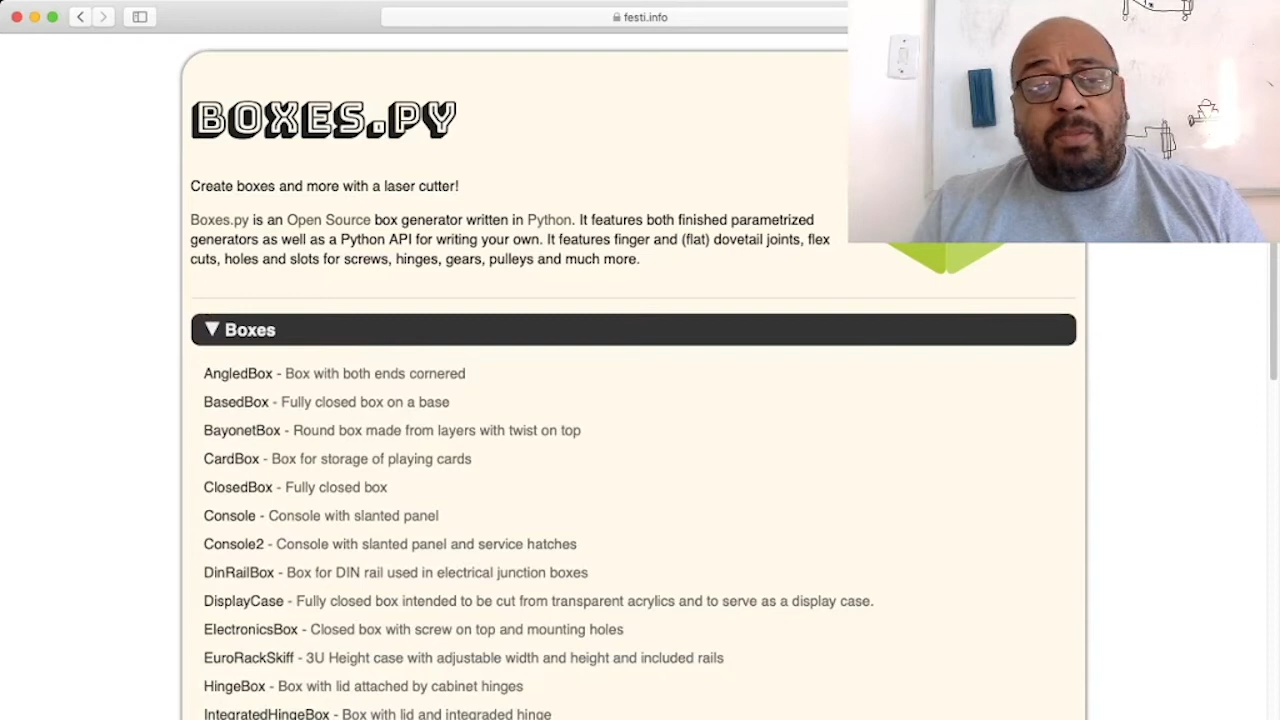 festi.info
BOXES.PY
Create boxes and more with a laser cutter!
Boxes.py is an Open Source box generator written in Python. It features both finished parametrized
generators as well as a Python API for writing your own. It features finger and (flat) dovetail joints, flex
cuts, holes and slots for screws, hinges, gears, pulleys and much more.
▼ Boxes
AngledBox - Box with both ends cornered
BasedBox - Fully closed box on a base
BayonetBox - Round box made from layers with twist on top
CardBox - Box for storage of playing cards
ClosedBox - Fully closed box
Console - Console with slanted panel
Console2 - Console with slanted panel and service hatches
DinRailBox - Box for DIN rail used in electrical junction boxes
DisplayCase - Fully closed box intended to be cut from transparent acrylics and to serve as a display case.
ElectronicsBox - Closed box with screw on top and mounting holes
EuroRackSkiff - 3U Height case with adjustable width and height and included rails
HingeBox - Box with lid attached by cabinet hinges
IntegratedHingeBox - Box with lid and integraded hinge